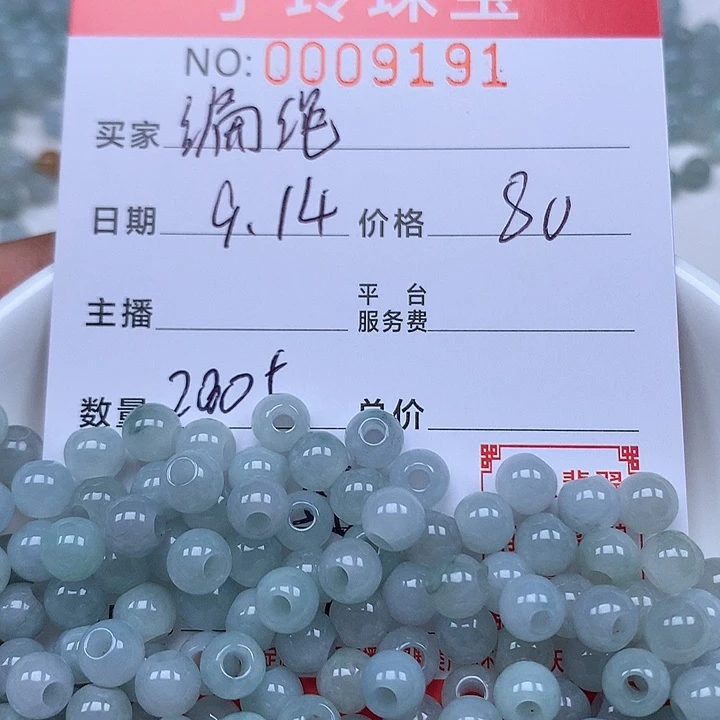 NO: 0009191
买家 编绳
日期 9.14 价格 80
主播 平台服务费
数量 200+ 单价